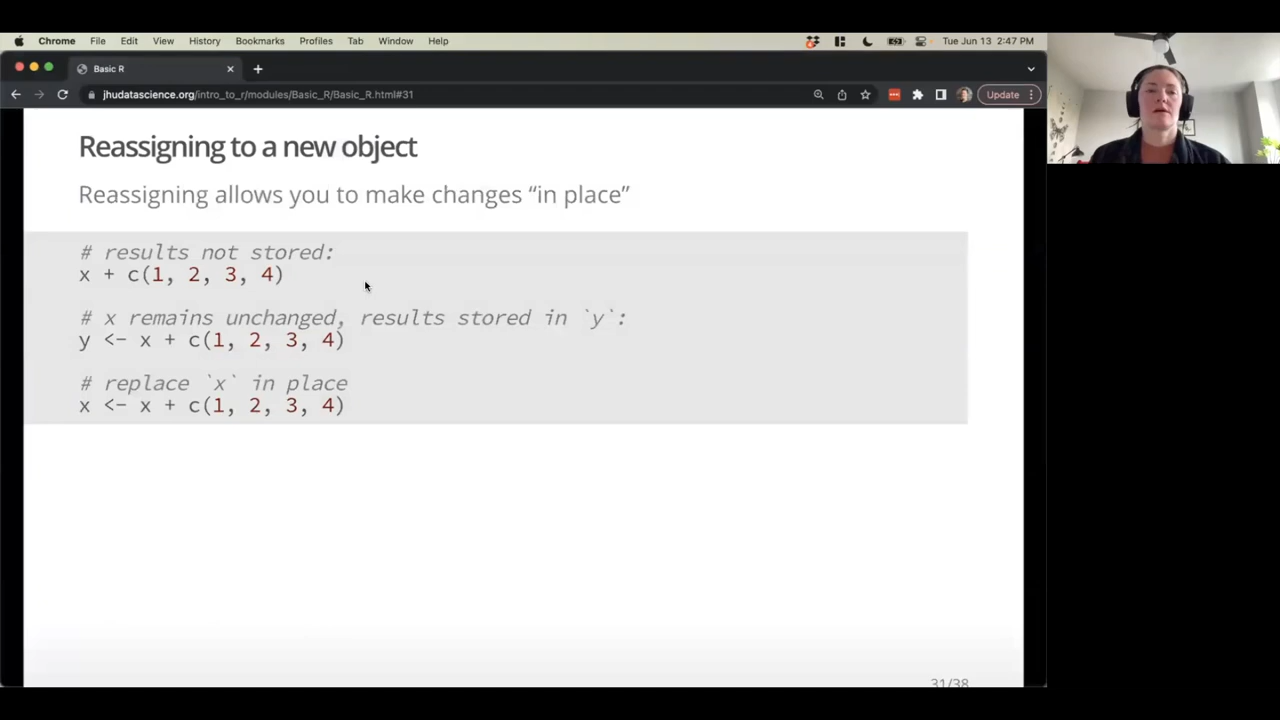 Chrome File Edit View History Bookmarks Profiles Tab Window Help Tue Jun 13 2:47 PM
Basic R
jhudatascience.org/intro_to_r/modules/Basic_R/Basic_R.html#31 Update
Reassigning to a new object
Reassigning allows you to make changes “in place”
# results not stored:
x + c(1, 2, 3, 4)
# x remains unchanged, results stored in `y`:
y <- x + c(1, 2, 3, 4)
# replace `x` in place
x <- x + c(1, 2, 3, 4)
31/38